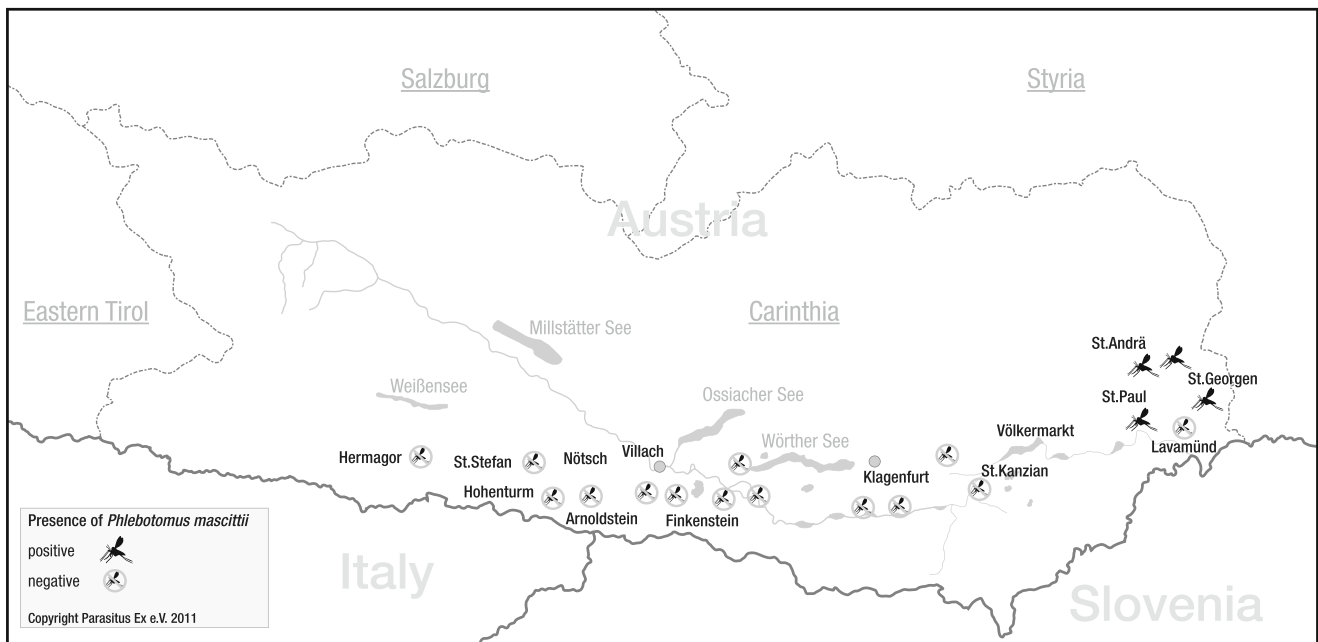 Salzburg
Styria
Austria
Eastern Tirol
Carinthia
Millstätter See
St.Andrä
Weißensee
St.Georgen
Ossiacher See
St.Paul
Wörther See
Völkermarkt
Lavamünd
Hermagor
St.Stefan
Nötsch
Villach
Klagenfurt
St.Kanzian
Hohenturm
Arnoldstein
Finkenstein
Presence of Phlebotomus mascittii
positive
negative
Copyright Parasitus Ex e.V. 2011
Italy
Slovenia